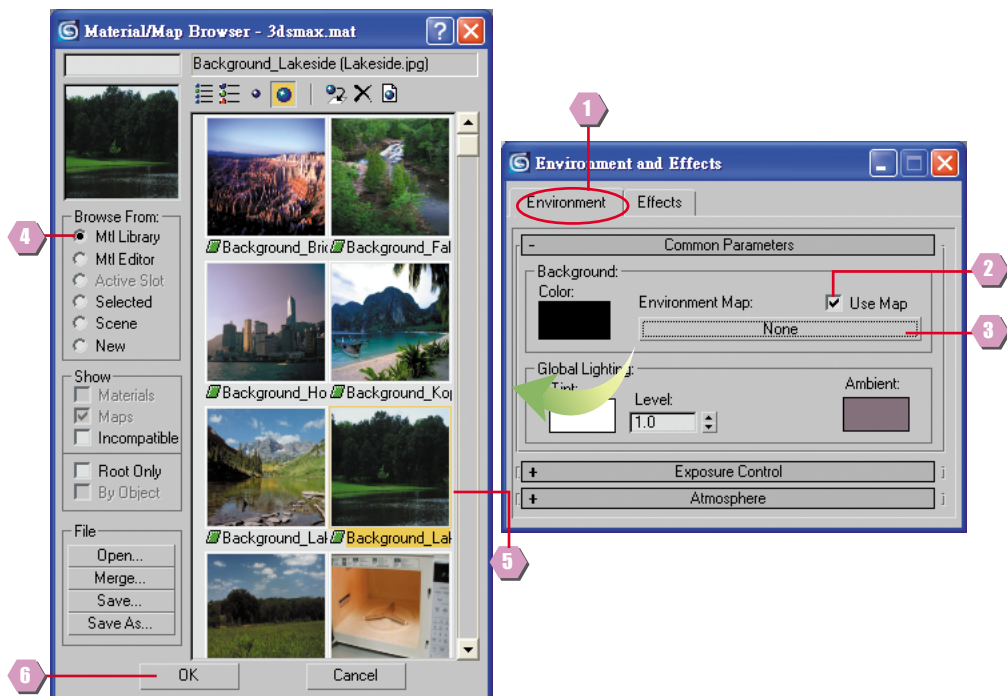 Material/Map Browser - 3dsmax.mat
Background_Lakeside (Lakeside.jpg)
Browse From:
4
Mtl Library
Mtl Editor
Active Slot
Selected
Scene
New
Show
Materials
Maps
Incompatible
Root Only
By Object
File
Open...
Merge...
Save...
Save As...
Background_Bri
Background_Fal
Background_Ho
Background_Ko
Background_Lak
Background_Lak
5
6
OK
Cancel
1
Environment and Effects
Environment
Effects
- Common Parameters
Background:
Color:
Environment Map:
2
Use Map
None
3
Global Lighting:
Tint:
Level:
1.0
Ambient:
+ Exposure Control
+ Atmosphere